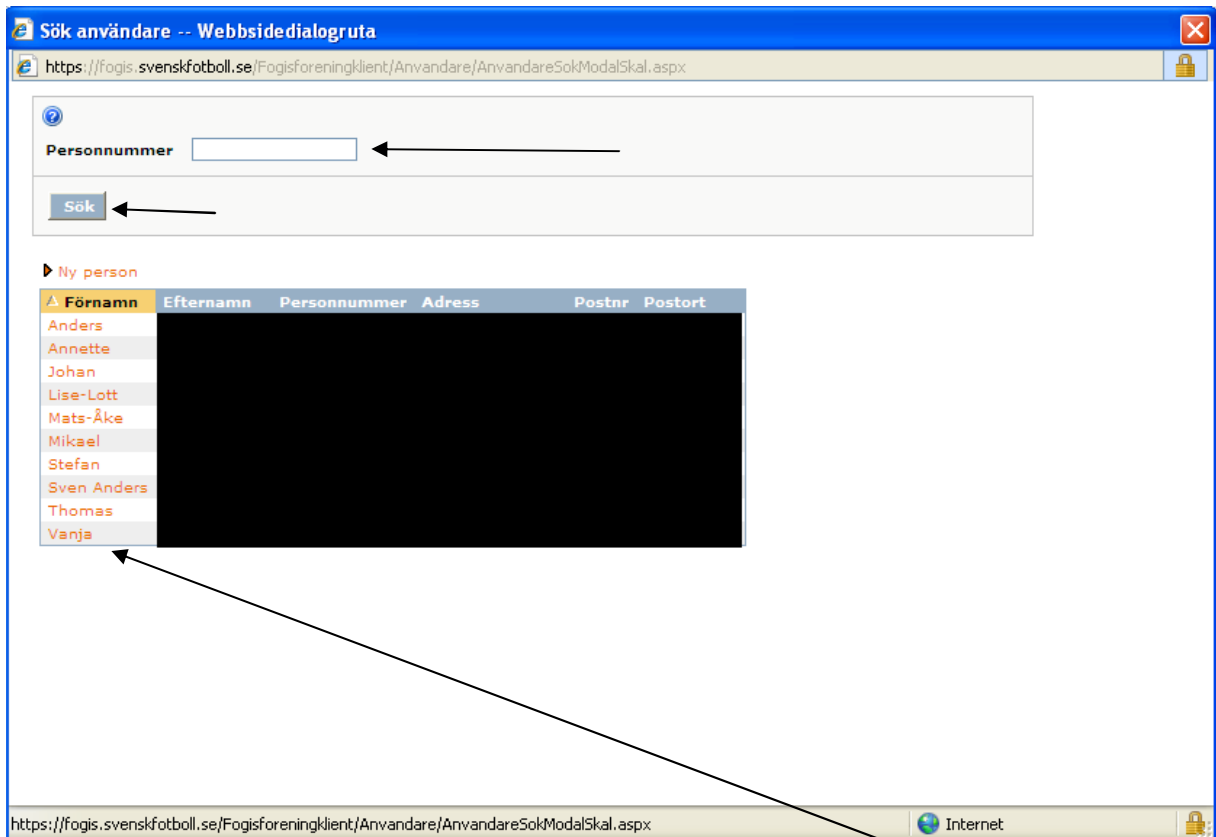 Sök användare -- Webbsidedialogruta
https://fogis.svenskfotboll.se/Fogisforeningklient/Anvandare/AnvandareSokModalSkal.aspx
Personnummer
Sök
Ny person
Förnamn Efternamn Personnummer Adress Postnr Postort
Anders
Annette
Johan
Lise-Lott
Mats-Åke
Mikael
Stefan
Sven Anders
Thomas
Vanja
https://fogis.svenskfotboll.se/Fogisforeningklient/Anvandare/AnvandareSokModalSkal.aspx Internet